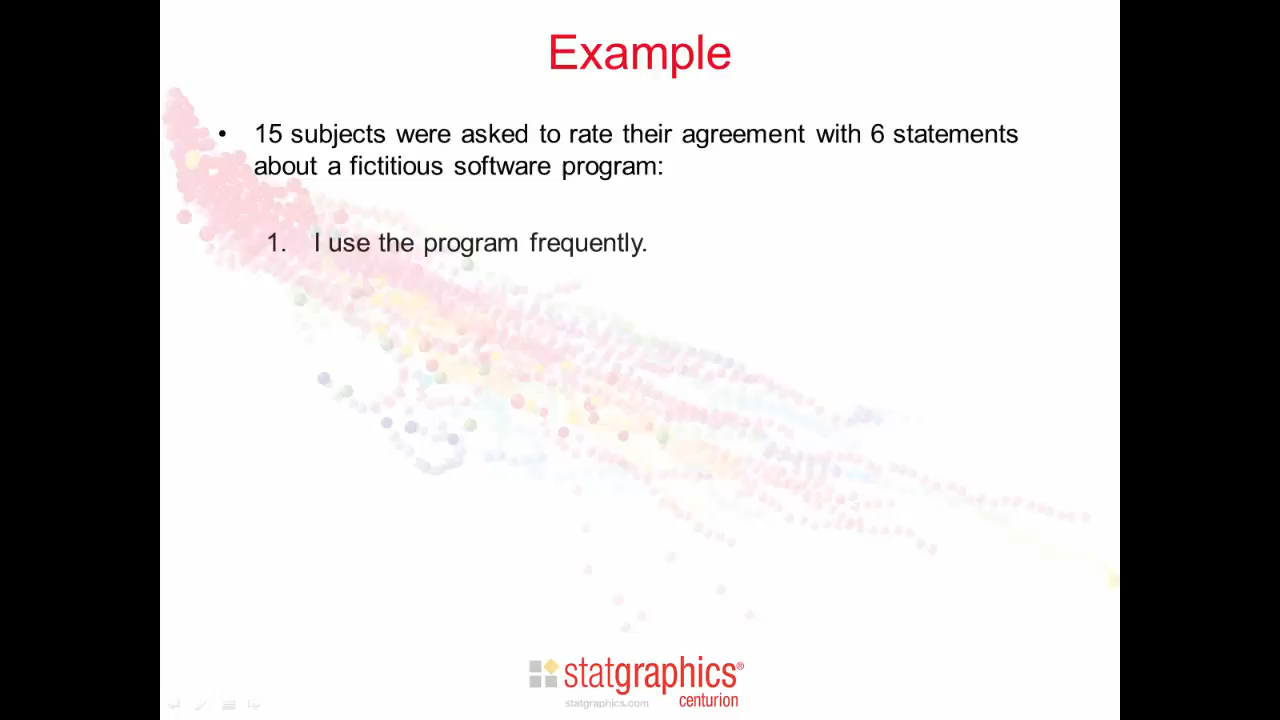 Example
• 15 subjects were asked to rate their agreement with 6 statements
about a fictitious software program:
1. I use the program frequently.
statgraphics®
centurion
statgraphics.com